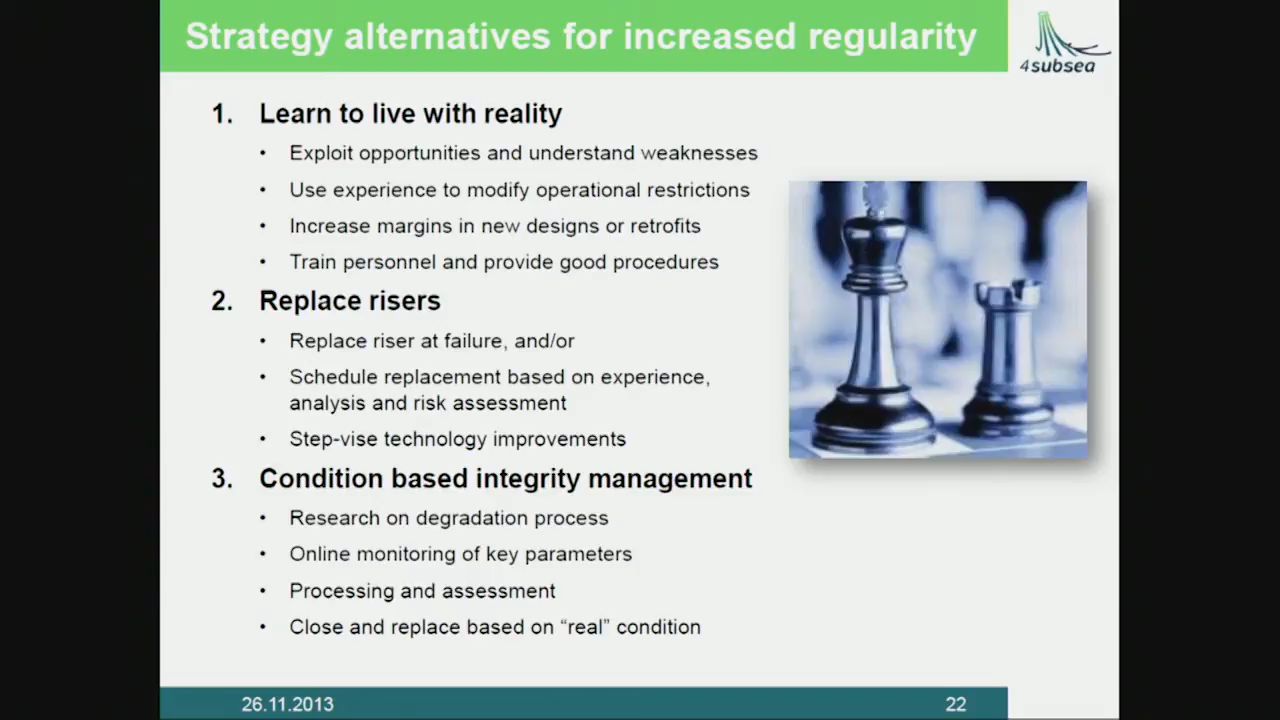 Strategy alternatives for increased regularity
4subsea
1. Learn to live with reality
• Exploit opportunities and understand weaknesses
• Use experience to modify operational restrictions
• Increase margins in new designs or retrofits
• Train personnel and provide good procedures
2. Replace risers
• Replace riser at failure, and/or
• Schedule replacement based on experience,
analysis and risk assessment
• Step-vise technology improvements
3. Condition based integrity management
• Research on degradation process
• Online monitoring of key parameters
• Processing and assessment
• Close and replace based on “real” condition
26.11.2013
22